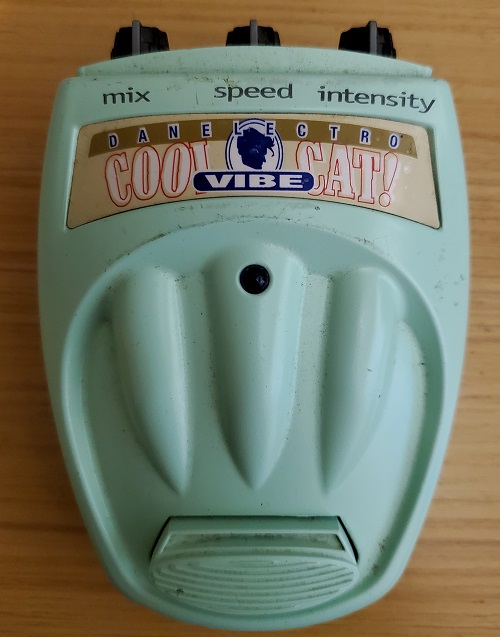 mix speed intensity
DANELECTRO
COOL CAT!
VIBE